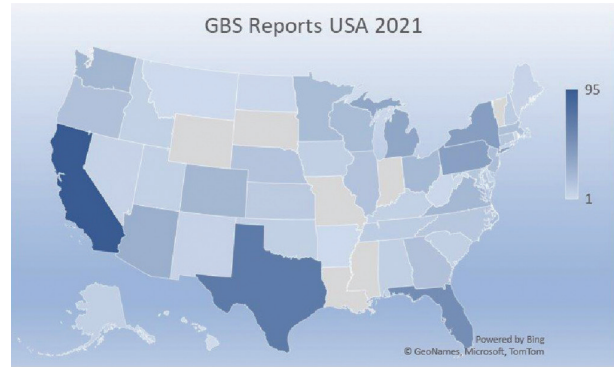 GBS Reports USA 2021
95
1
Powered by Bing
© GeoNames, Microsoft, TomTom